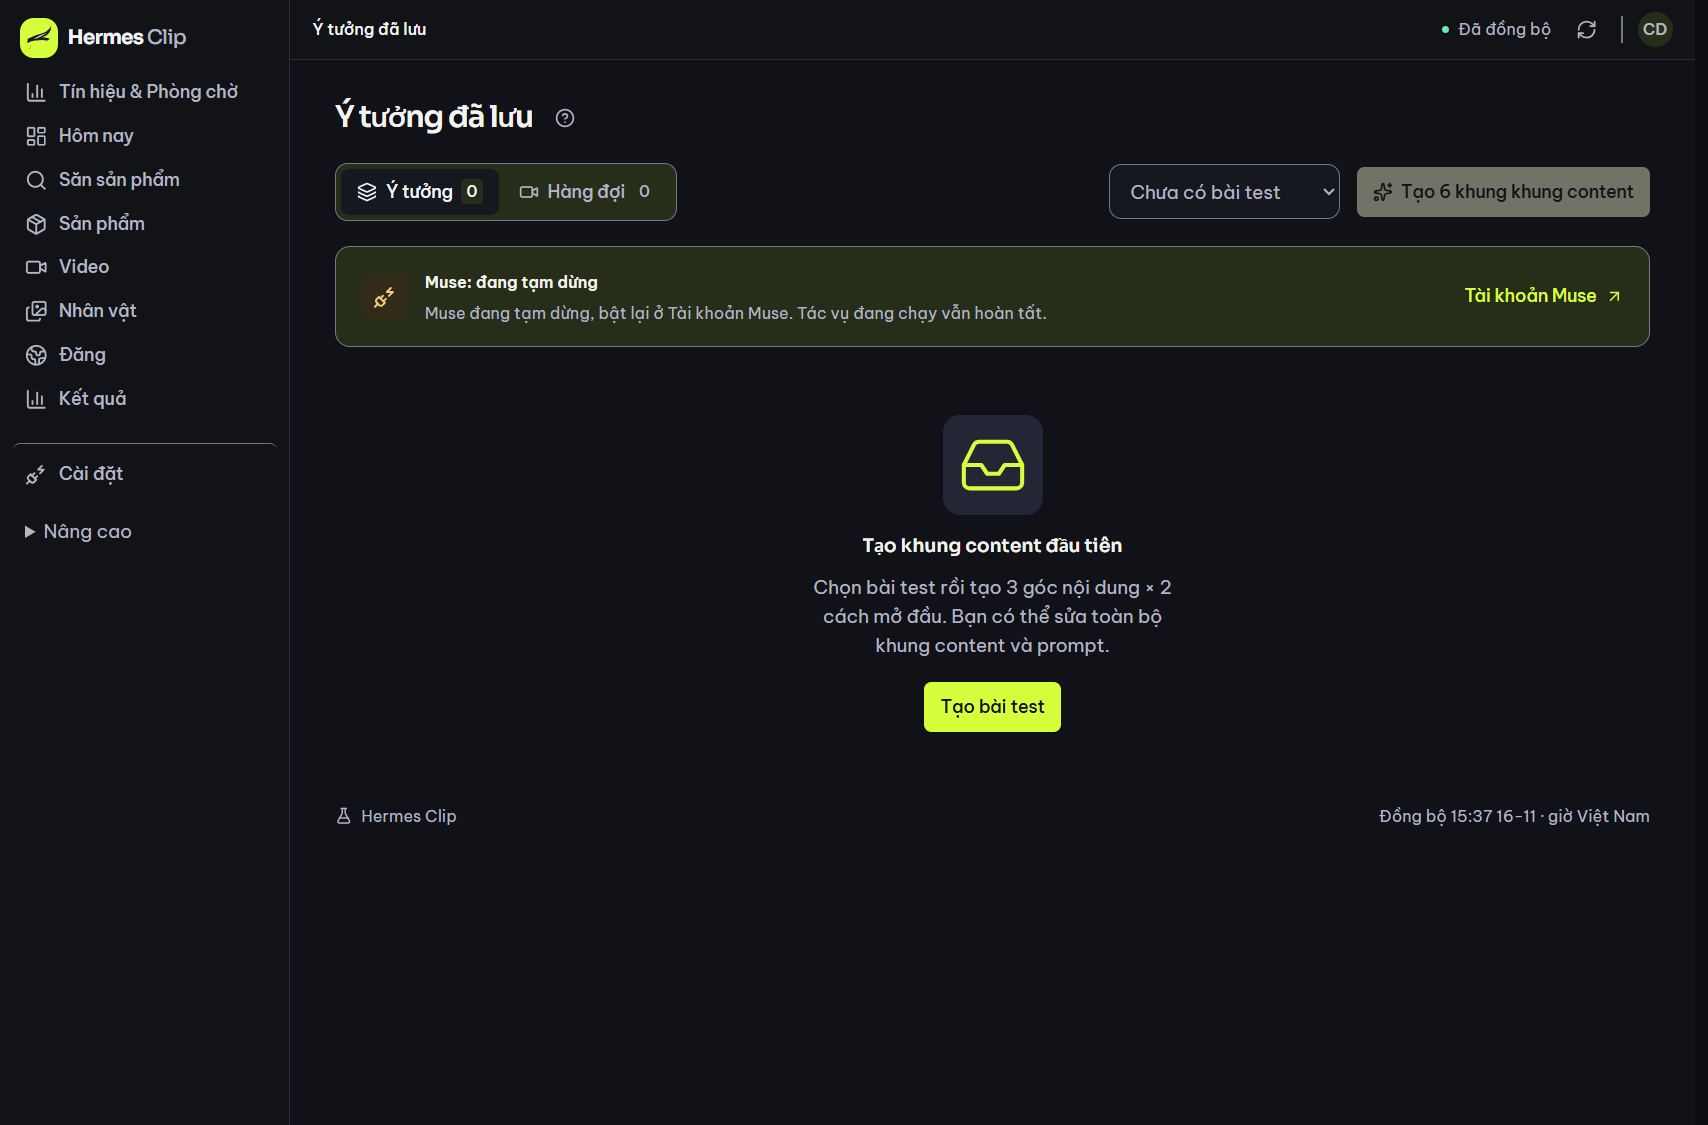 Hermes Clip
Tín hiệu & Phòng chờ
Hôm nay
Săn sản phẩm
Sản phẩm
Video
Nhân vật
Đăng
Kết quả
Cài đặt
Nâng cao
Ý tưởng đã lưu
Đã đồng bộ
CD
Ý tưởng đã lưu
Ý tưởng 0
Hàng đợi 0
Chưa có bài test
Tạo 6 khung khung content
Muse: đang tạm dừng
Muse đang tạm dừng, bật lại ở Tài khoản Muse. Tác vụ đang chạy vẫn hoàn tất.
Tài khoản Muse
Tạo khung content đầu tiên
Chọn bài test rồi tạo 3 góc nội dung × 2
cách mở đầu. Bạn có thể sửa toàn bộ
khung content và prompt.
Tạo bài test
Hermes Clip
Đồng bộ 15:37 16-11 · giờ Việt Nam